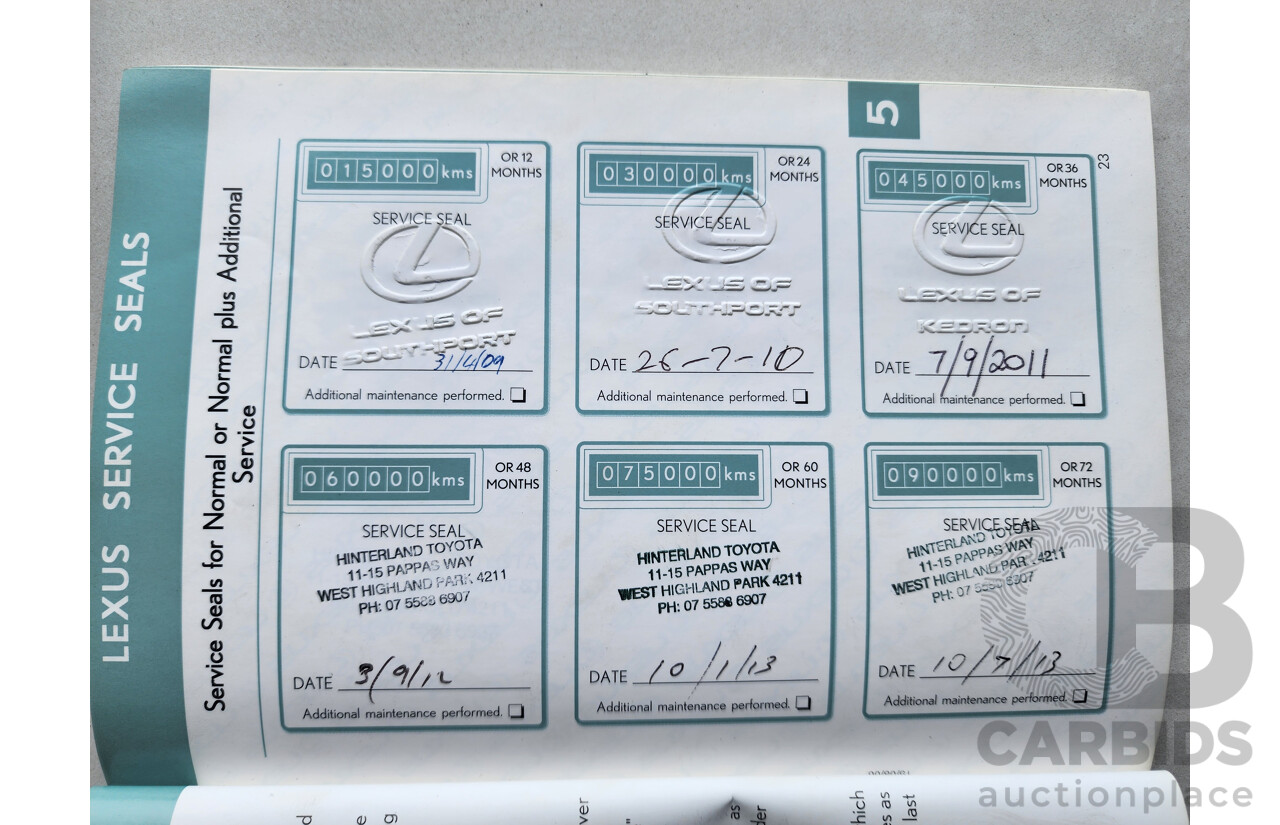 LEXUS SERVICE SEALS
Service Seals for Normal or Normal plus Additional
Service
5
23
015000 kms
OR 12
MONTHS
SERVICE SEAL
LEXUS OF
SOUTHPORT
DATE 31/4/09
Additional maintenance performed.
030000 kms
OR 24
MONTHS
SERVICE SEAL
LEXUS OF
SOUTHPORT
DATE 26-7-10
Additional maintenance performed.
045000 kms
OR 36
MONTHS
SERVICE SEAL
LEXUS OF
KEDRON
DATE 7/9/2011
Additional maintenance performed.
060000 kms
OR 48
MONTHS
SERVICE SEAL
HINTERLAND TOYOTA
11-15 PAPPAS WAY
WEST HIGHLAND PARK 4211
PH: 07 5588 6907
DATE 3/9/12
Additional maintenance performed.
075000 kms
OR 60
MONTHS
SERVICE SEAL
HINTERLAND TOYOTA
11-15 PAPPAS WAY
WEST HIGHLAND PARK 4211
PH: 07 5588 6907
DATE 10/1/13
Additional maintenance performed.
090000 kms
OR 72
MONTHS
SERVICE SEAL
HINTERLAND TOYOTA
11-15 PAPPAS WAY
WEST HIGHLAND PARK 4211
PH: 07 5588 6907
DATE 10/7/13
Additional maintenance performed.
CARBIDS
auctionplace
as
last